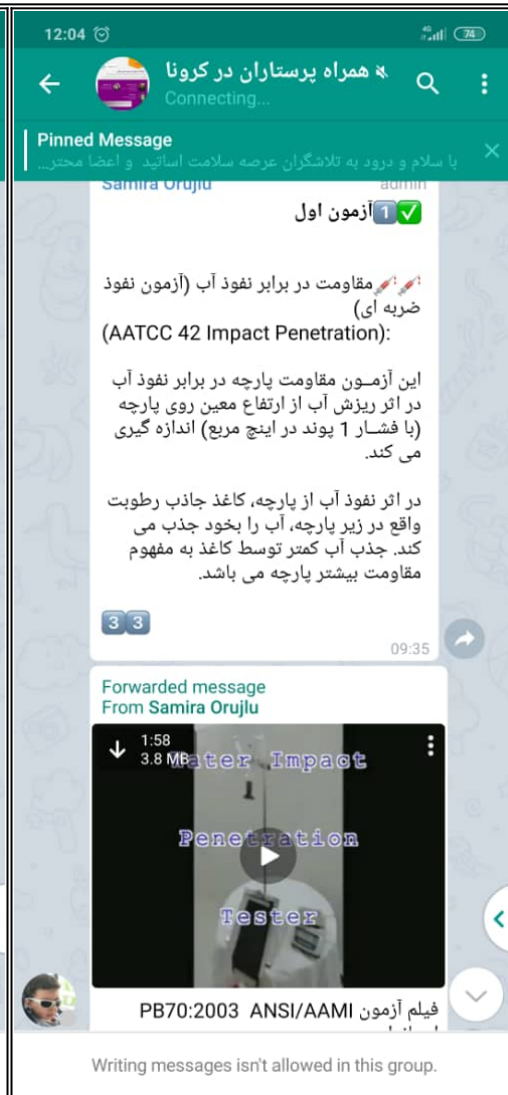 12:04
4G
74
همراه پرستاران در کرونا
Connecting...
Pinned Message
با سلام و درود به تلاشگران عرصه سلامت اساتید و اعضا محتر...
Samira Orujlu
admin
✅1️⃣آزمون اول
💉💉مقاومت در برابر نفوذ آب (آزمون نفوذ
ضربه ای)
(AATCC 42 Impact Penetration):
این آزمــون مقاومت پارچه در برابر نفوذ آب
در اثر ریزش آب از ارتفاع معین روی پارچه
(با فشــار 1 پوند در اینچ مربع) اندازه گیری
می کند.
در اثر نفوذ آب از پارچه، کاغذ جاذب رطوبت
واقع در زیر پارچه، آب را بخود جذب می
کند. جذب آب کمتر توسط کاغذ به مفهوم
مقاومت بیشتر پارچه می باشد.
3️⃣3️⃣
09:35
Forwarded message
From Samira Orujlu
1:58
3.8 MB
Water Impact
Penetration
Tester
فیلم آزمون PB70:2003 ANSI/AAMI
Writing messages isn't allowed in this group.